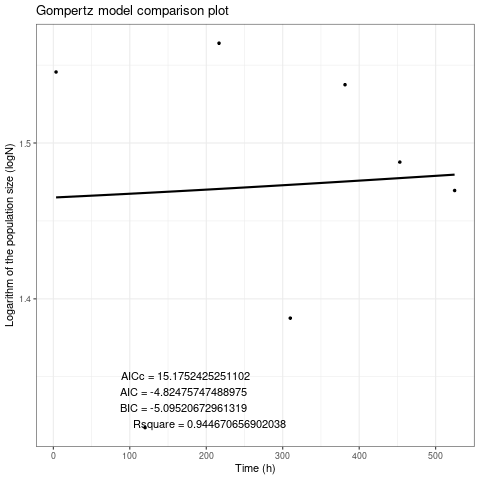 Gompertz model comparison plot
Logarithm of the population size (logN)
1.5
1.4
AICc = 15.1752425251102
AIC = -4.82475747488975
BIC = -5.09520672961319
Rsquare = 0.944670656902038
0 100 200 300 400 500
Time (h)